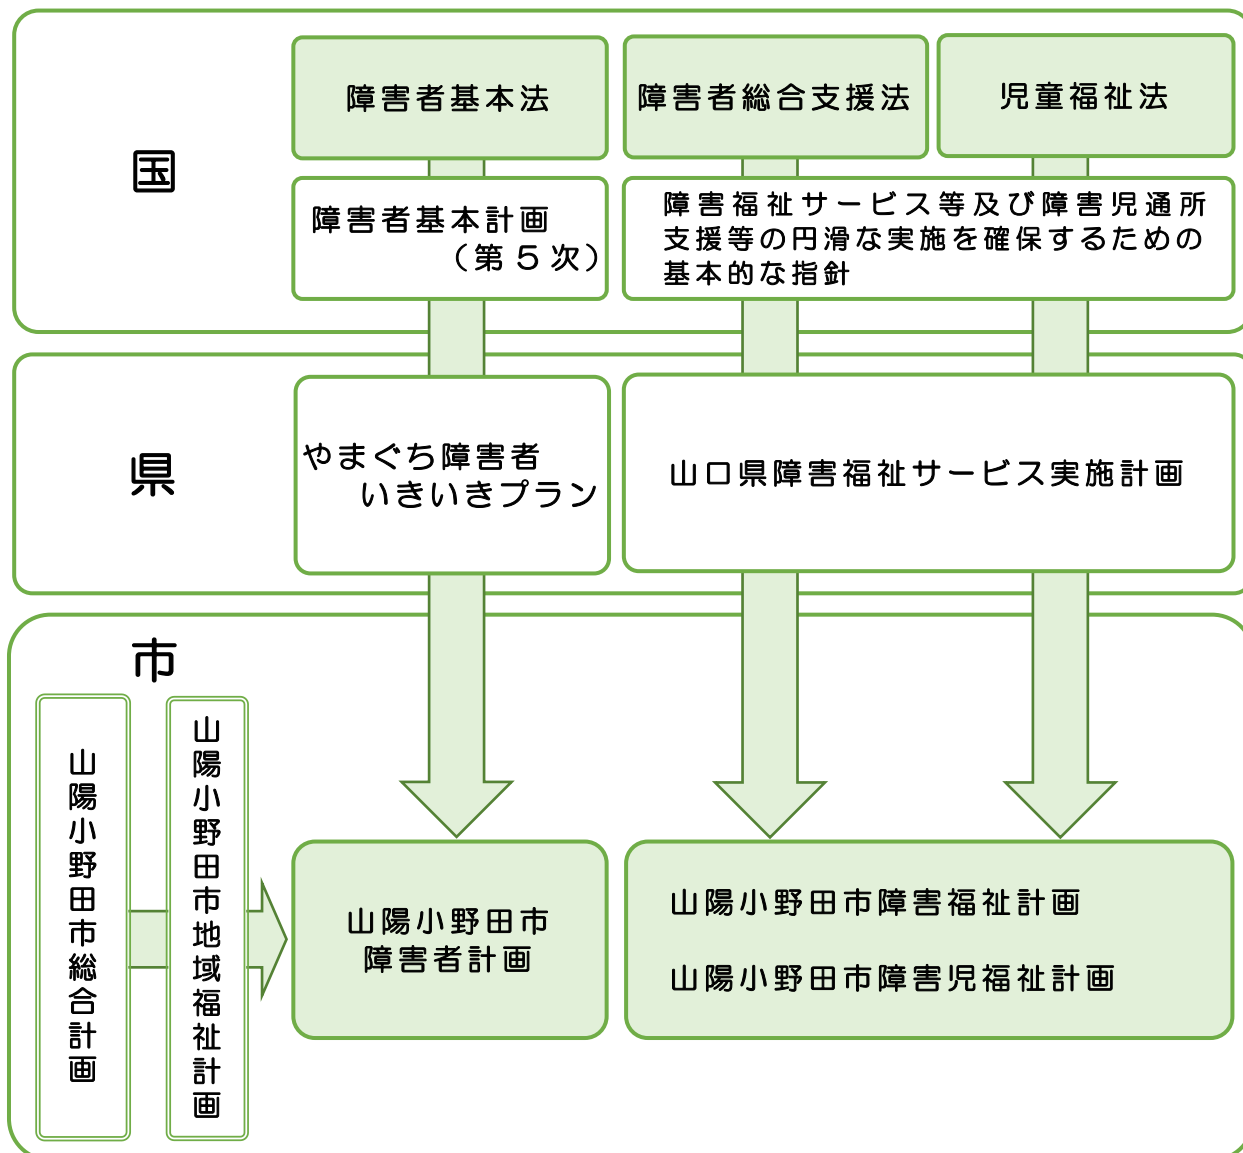 国
障害者基本法
障害者総合支援法
児童福祉法
障害者基本計画
（第５次）
障害福祉サービス等及び障害児通所
支援等の円滑な実施を確保するための
基本的な指針
県
やまぐち障害者
いきいきプラン
山口県障害福祉サービス実施計画
市
山陽小野田市総合計画
山陽小野田市地域福祉計画
山陽小野田市
障害者計画
山陽小野田市障害福祉計画
山陽小野田市障害児福祉計画